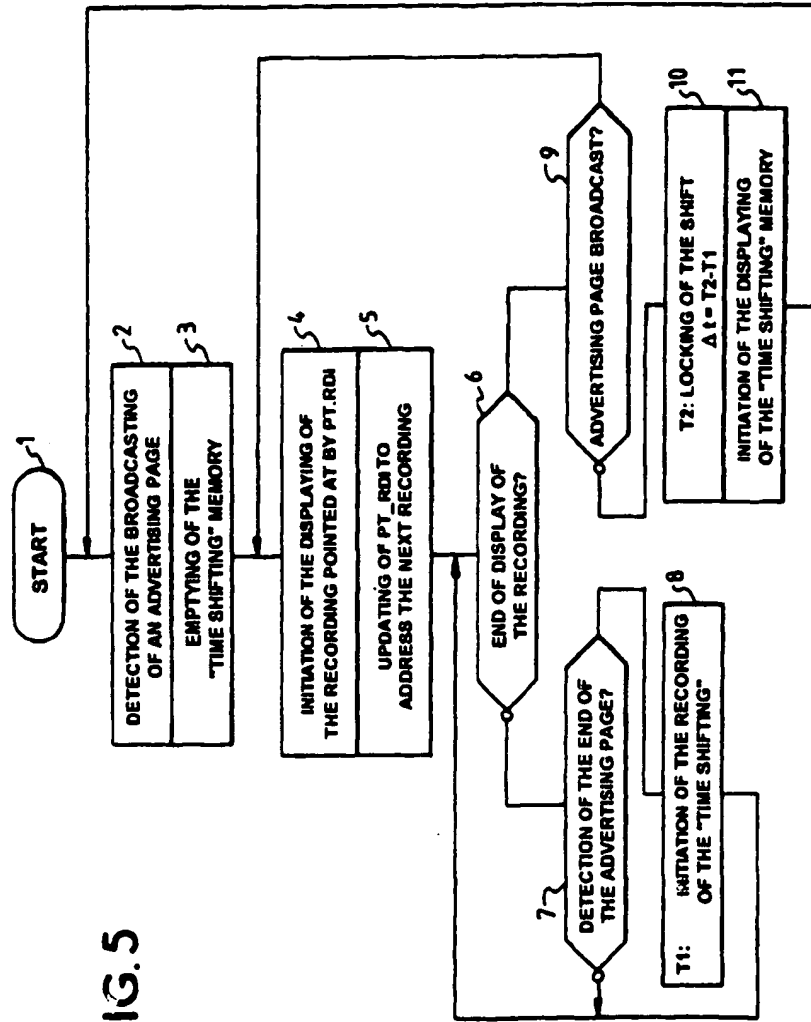 IG. 5
START
1
DETECTION OF THE BROADCASTING
OF AN ADVERTISING PAGE
2
EMPTYING OF THE
"TIME SHIFTING" MEMORY
3
INITIATION OF THE DISPLAYING OF
THE RECORDING POINTED AT BY PT.RDI
4
UPDATING OF PT_RDI TO
ADDRESS THE NEXT RECORDING
5
END OF DISPLAY OF
THE RECORDING?
6
DETECTION OF THE END OF
THE ADVERTISING PAGE?
7
T1: INITIATION OF THE RECORDING
OF THE "TIME SHIFTING"
8
ADVERTISING PAGE BROADCAST?
9
T2: LOCKING OF THE SHIFT
Δt = T2-T1
10
INITIATION OF THE DISPLAYING
OF THE "TIME SHIFTING" MEMORY
11